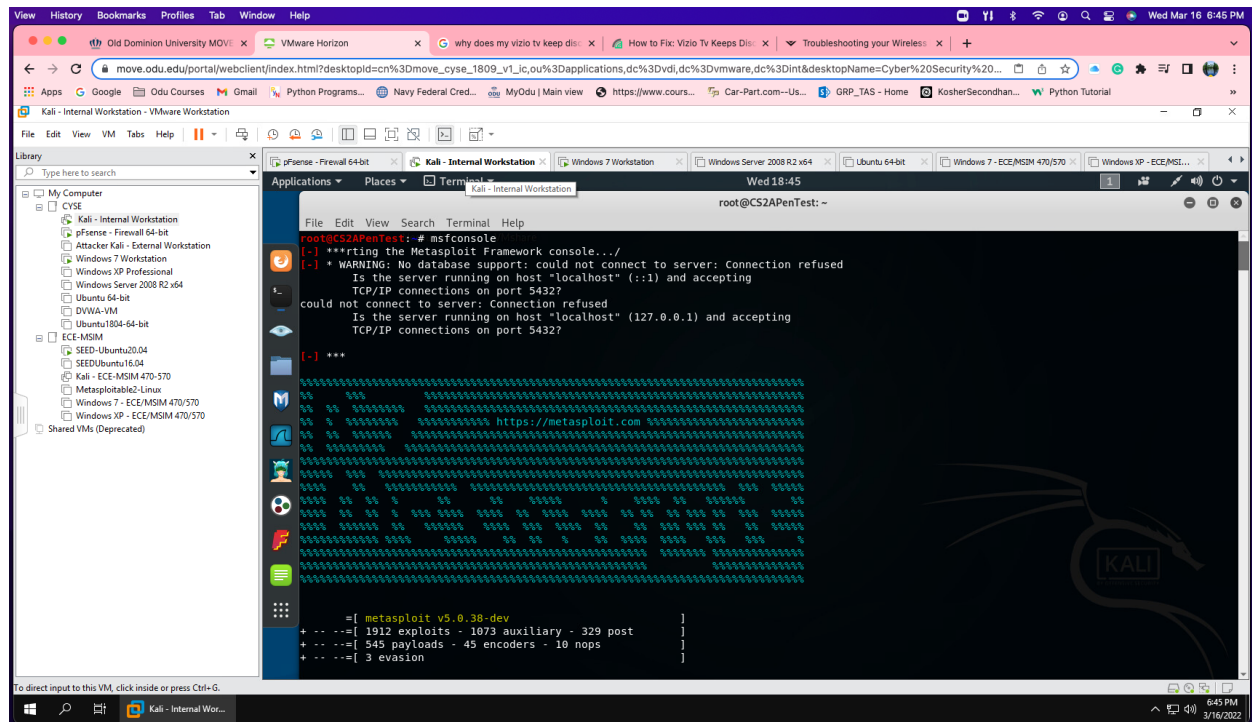 View History Bookmarks Profiles Tab Window Help Wed Mar 16 6:45 PM
Old Dominion University MOVE VMware Horizon why does my vizio tv keep disc How to Fix: Vizio Tv Keeps Disc Troubleshooting your Wireless
move.odu.edu/portal/webclient/index.html?desktopId=cn%3Dmove_cyse_1809_v1_ic,ou%3Dapplications,dc%3Dvdi,dc%3Dvmware,dc%3Dint&desktopName=Cyber%20Security%20...
Apps Google Odu Courses Gmail Python Programs... Navy Federal Cred... MyOdu | Main view https://www.cours... Car-Part.com--Us... GRP_TAS - Home KosherSecondhan... Python Tutorial »
Kali - Internal Workstation - VMware Workstation
File Edit View VM Tabs Help
Library
Type here to search
My Computer
CYSE
Kali - Internal Workstation
pFsense - Firewall 64-bit
Attacker Kali - External Workstation
Windows 7 Workstation
Windows XP Professional
Windows Server 2008 R2 x64
Ubuntu 64-bit
DVWA-VM
Ubuntu1804-64-bit
ECE-MSIM
SEED-Ubuntu20.04
SEEDUbuntu16.04
Kali - ECE-MSIM 470-570
Metasploitable2-Linux
Windows 7 - ECE/MSIM 470/570
Windows XP - ECE/MSIM 470/570
Shared VMs (Deprecated)
pFsense - Firewall 64-bit Kali - Internal Workstation Windows 7 Workstation Windows Server 2008 R2 x64 Ubuntu 64-bit Windows 7 - ECE/MSIM 470/570 Windows XP - ECE/MSI...
Applications Places Terminal Wed 18:45 1
Kali - Internal Workstation
root@CS2APenTest: ~
File Edit View Search Terminal Help
root@CS2APenTest:~# msfconsole
[-] ***rting the Metasploit Framework console.../
[-] * WARNING: No database support: could not connect to server: Connection refused
Is the server running on host "localhost" (::1) and accepting
TCP/IP connections on port 5432?
could not connect to server: Connection refused
Is the server running on host "localhost" (127.0.0.1) and accepting
TCP/IP connections on port 5432?
[-] ***
https://metasploit.com
=[ metasploit v5.0.38-dev ]
+ -- --=[ 1912 exploits - 1073 auxiliary - 329 post ]
+ -- --=[ 545 payloads - 45 encoders - 10 nops ]
+ -- --=[ 3 evasion ]
KALI
To direct input to this VM, click inside or press Ctrl+G.
Kali - Internal Wor...
6:45 PM
3/16/2022